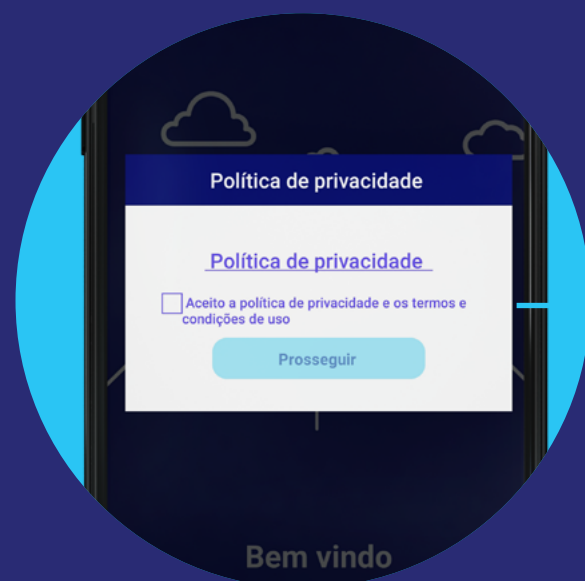 Política de privacidade
Política de privacidade
Aceito a política de privacidade e os termos e
condições de uso
Prosseguir
Bem vindo